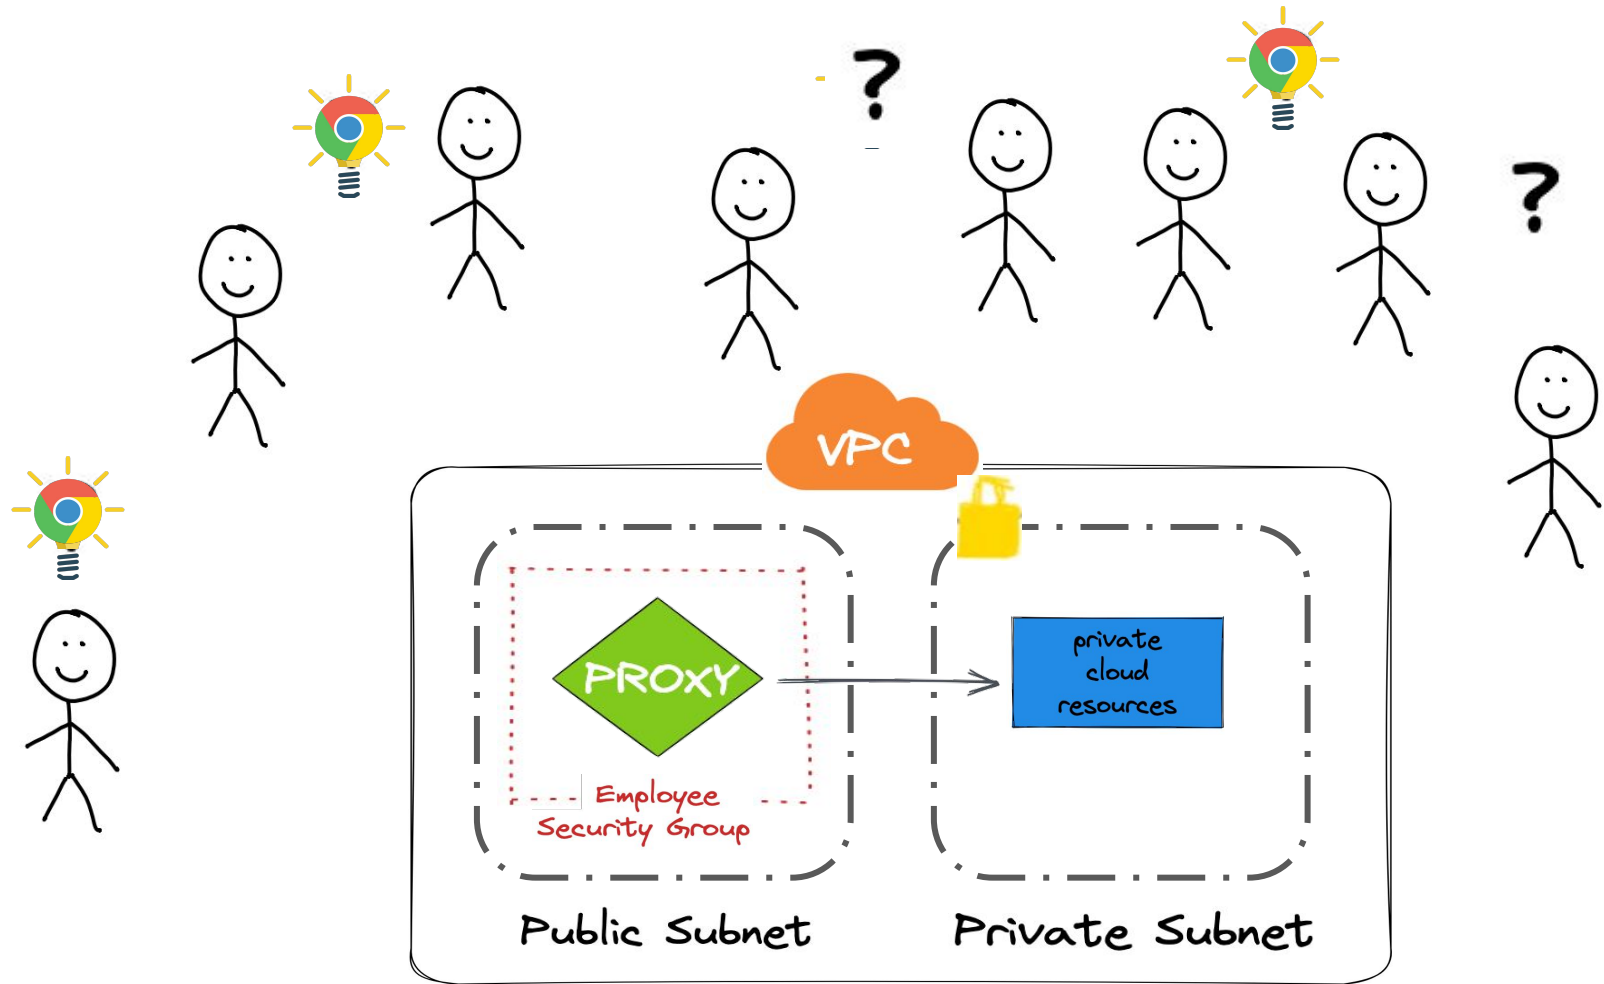 ?
?
VPC
PROXY
private
cloud
resources
Employee
Security Group
Public Subnet
Private Subnet